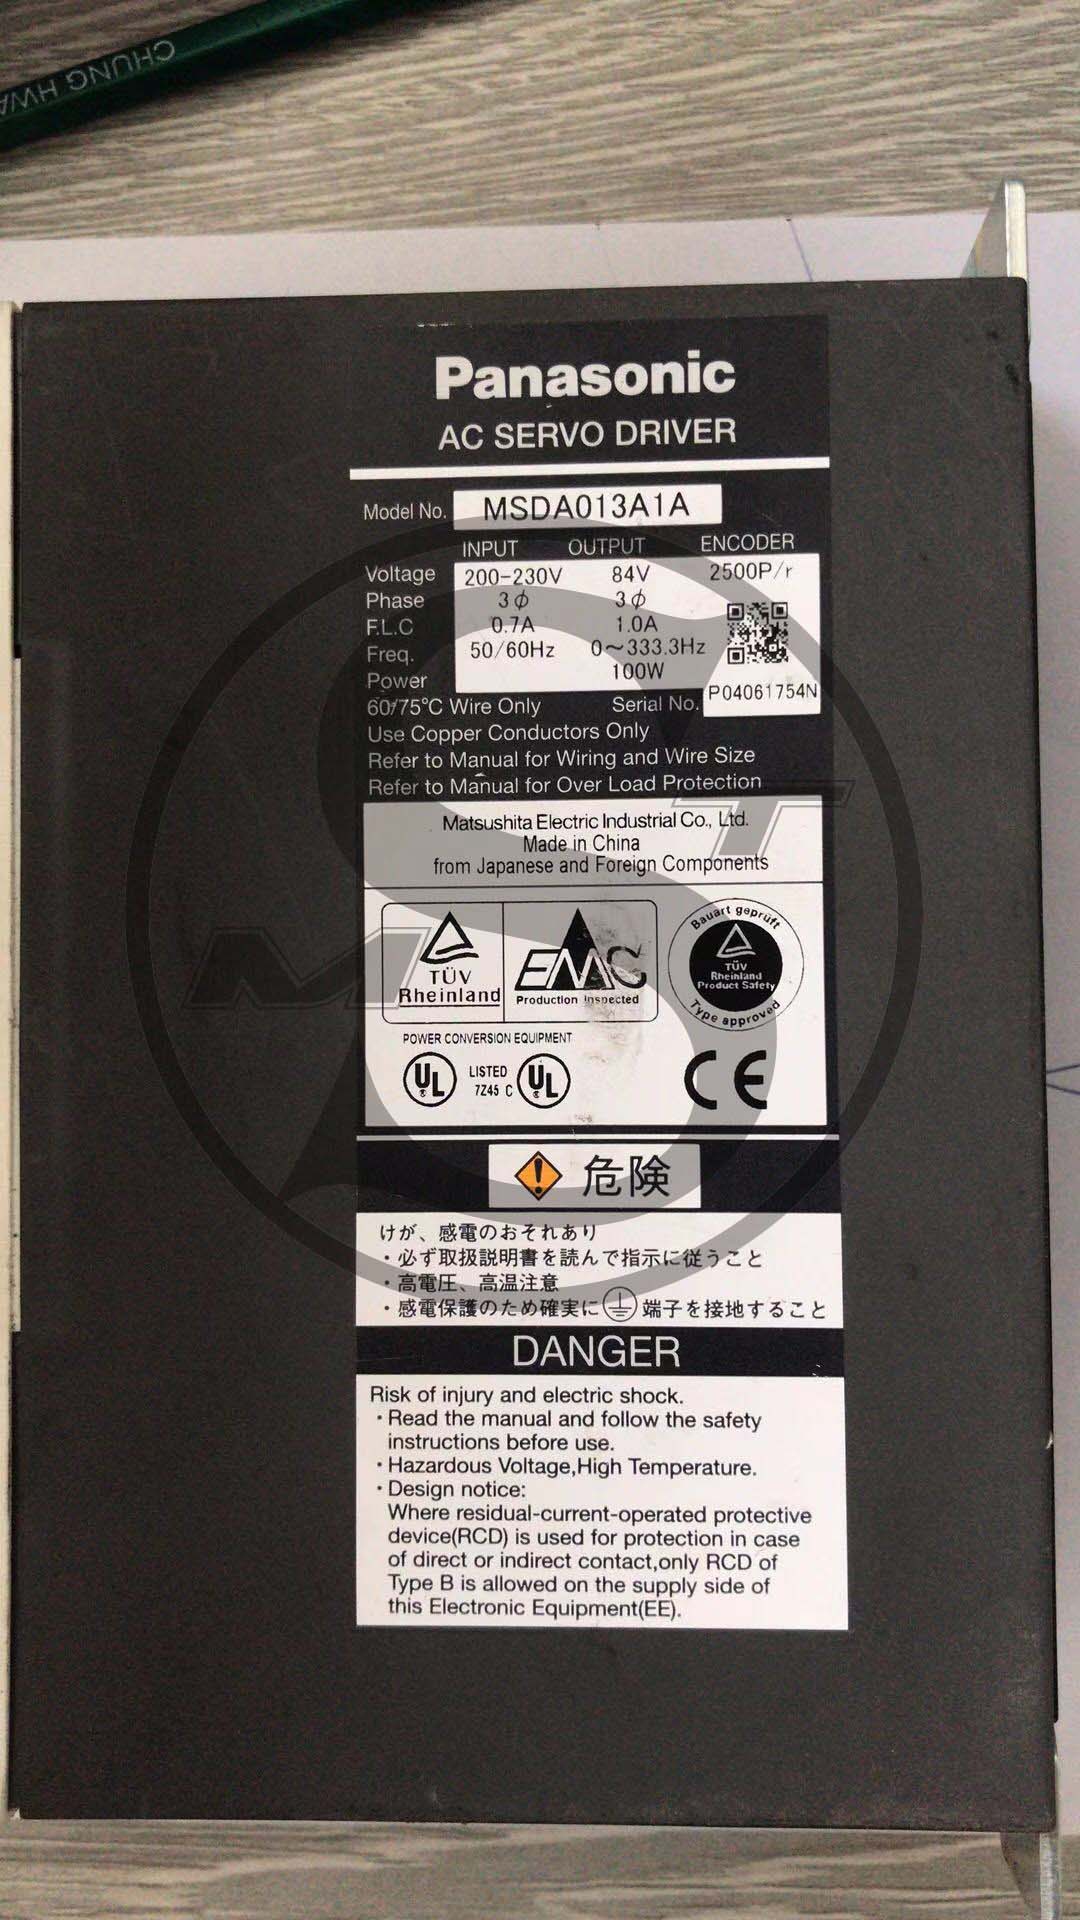 CHUNG HWA
Panasonic
AC SERVO DRIVER
Model No. MSDA013A1A
INPUT OUTPUT ENCODER
Voltage 200-230V 84V 2500P/r
Phase 3φ 3φ
F.L.C 0.7A 1.0A
Freq. 50/60Hz 0~333.3Hz
Power 100W
60/75°C Wire Only Serial No. P04061754N
Use Copper Conductors Only
Refer to Manual for Wiring and Wire Size
Refer to Manual for Over Load Protection
Matsushita Electric Industrial Co., Ltd.
Made in China
from Japanese and Foreign Components
TÜV
Rheinland
EMC
Production Inspected
Bauart geprüft
TÜV
Rheinland
Product Safety
Type approved
POWER CONVERSION EQUIPMENT
UL LISTED UL
7Z45 C
CE
危険
けが、感電のおそれあり
・必ず取扱説明書を読んで指示に従うこと
・高電圧、高温注意
・感電保護のため確実に端子を接地すること
DANGER
Risk of injury and electric shock.
・Read the manual and follow the safety
instructions before use.
・Hazardous Voltage,High Temperature.
・Design notice:
Where residual-current-operated protective
device(RCD) is used for protection in case
of direct or indirect contact,only RCD of
Type B is allowed on the supply side of
this Electronic Equipment(EE).
MST